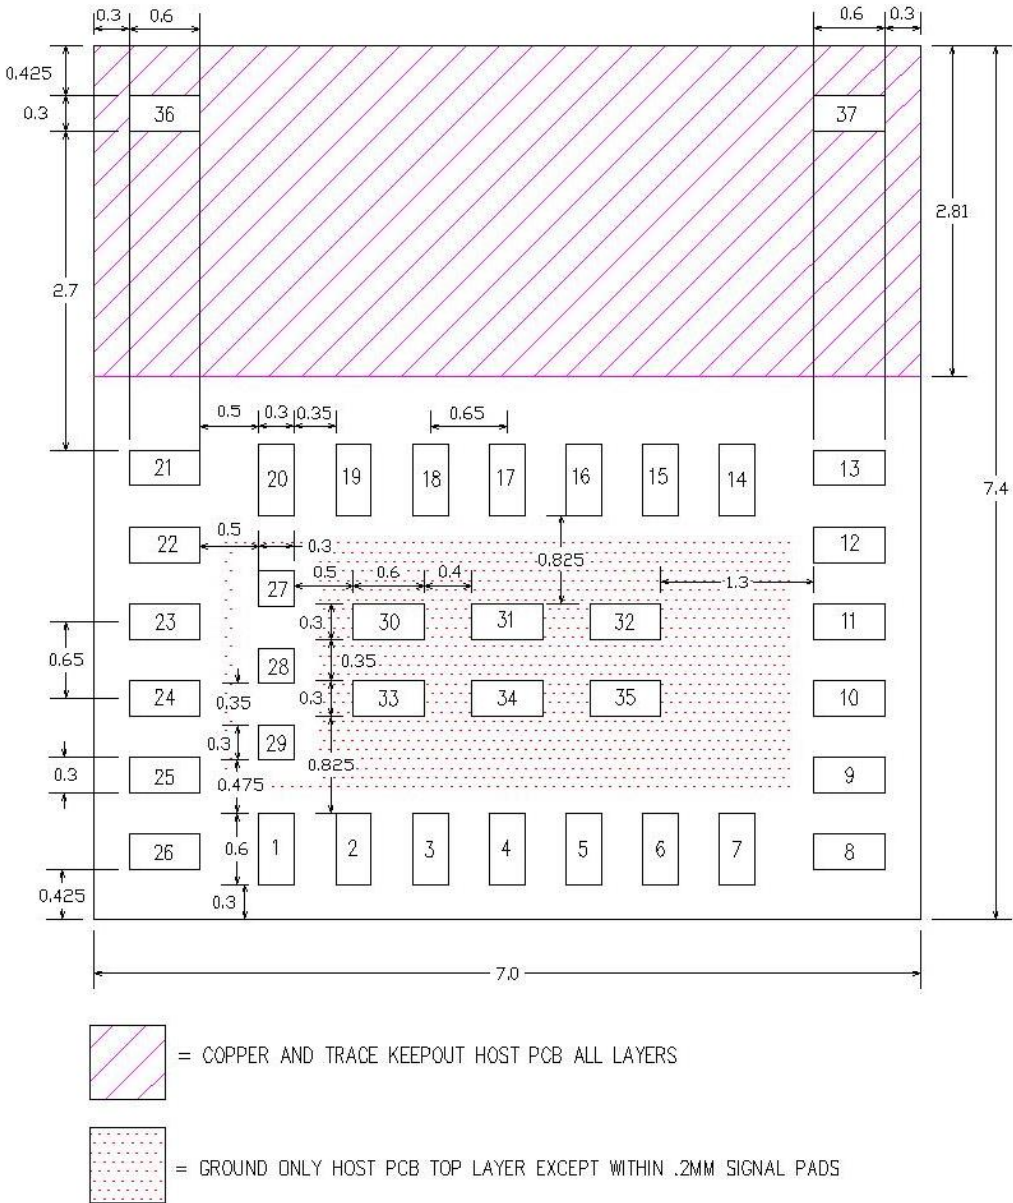 0.3 0.6 0.6 0.3
0.425
0.3 36 37
2.81
2.7
0.5 0.3 0.35 0.65
21 20 19 18 17 16 15 14 13
7.4
22 0.5 0.3 0.825 12
27 0.5 0.6 0.4 1.3
23 0.3 30 31 32 11
0.65 28 0.35
24 0.35 0.3 33 34 35 10
0.3 29
0.3 25 0.475 0.825 9
26 0.6 1 2 3 4 5 6 7 8
0.425 0.3
7.0
= COPPER AND TRACE KEEPOUT HOST PCB ALL LAYERS
= GROUND ONLY HOST PCB TOP LAYER EXCEPT WITHIN .2MM SIGNAL PADS